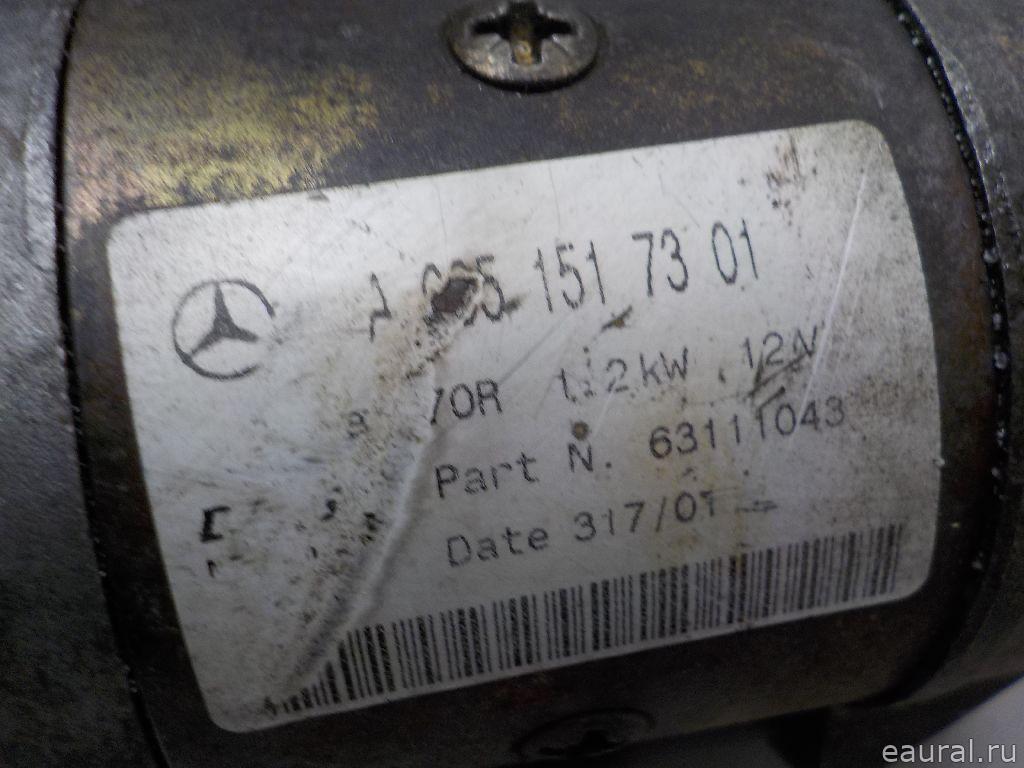 151 73 01
70R 1.2kW 12V
Part N. 63111043
Date 317/01
eaural.ru